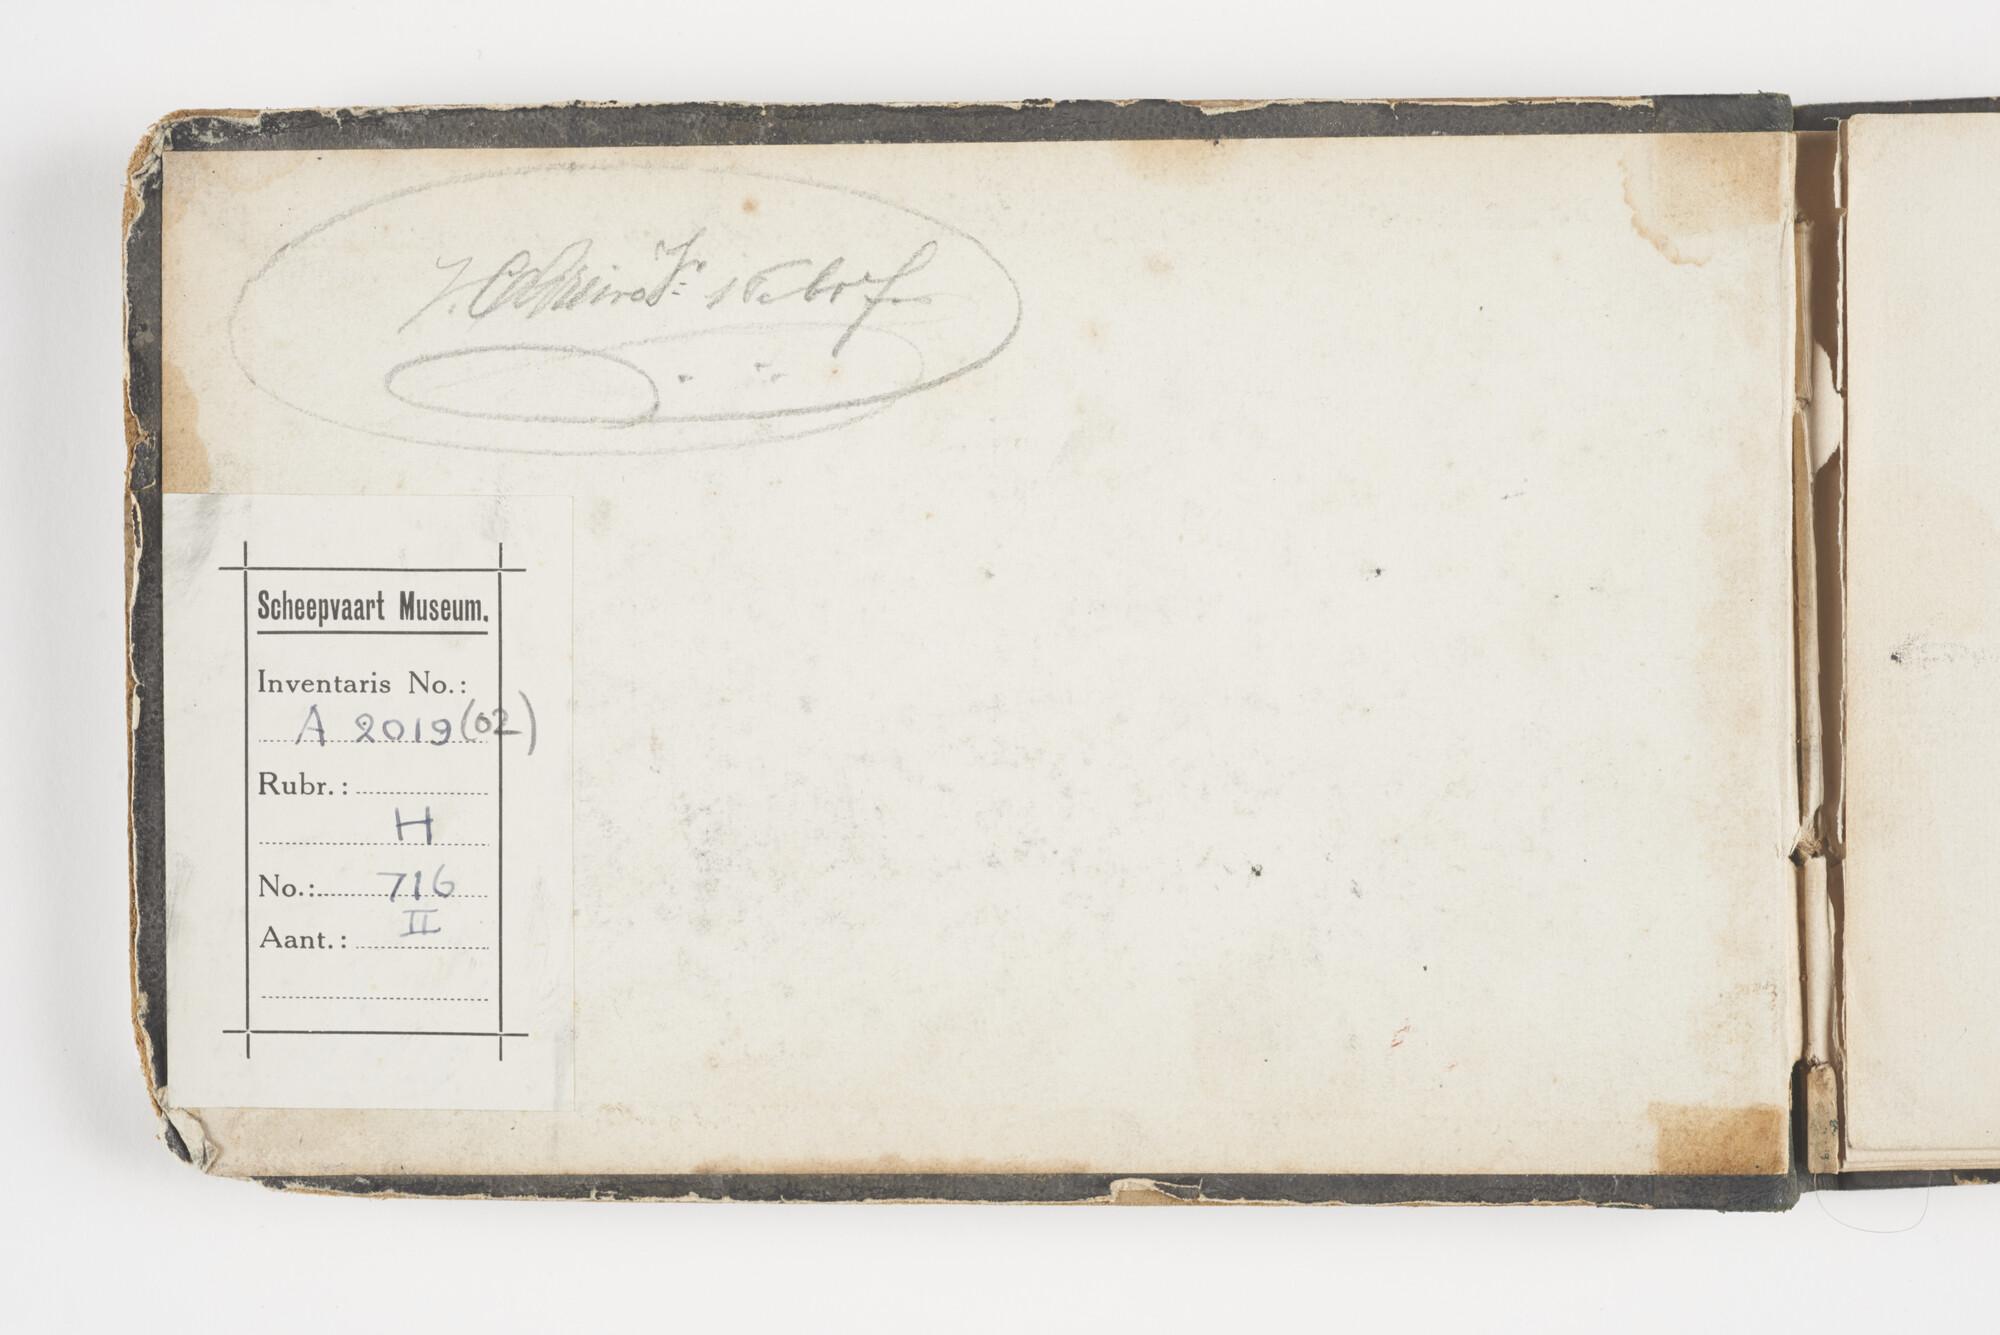 Scheepvaart Museum.
Inventaris No.:
A 2019 (02)
Rubr.:
H
No.: 716
II
Aant.: